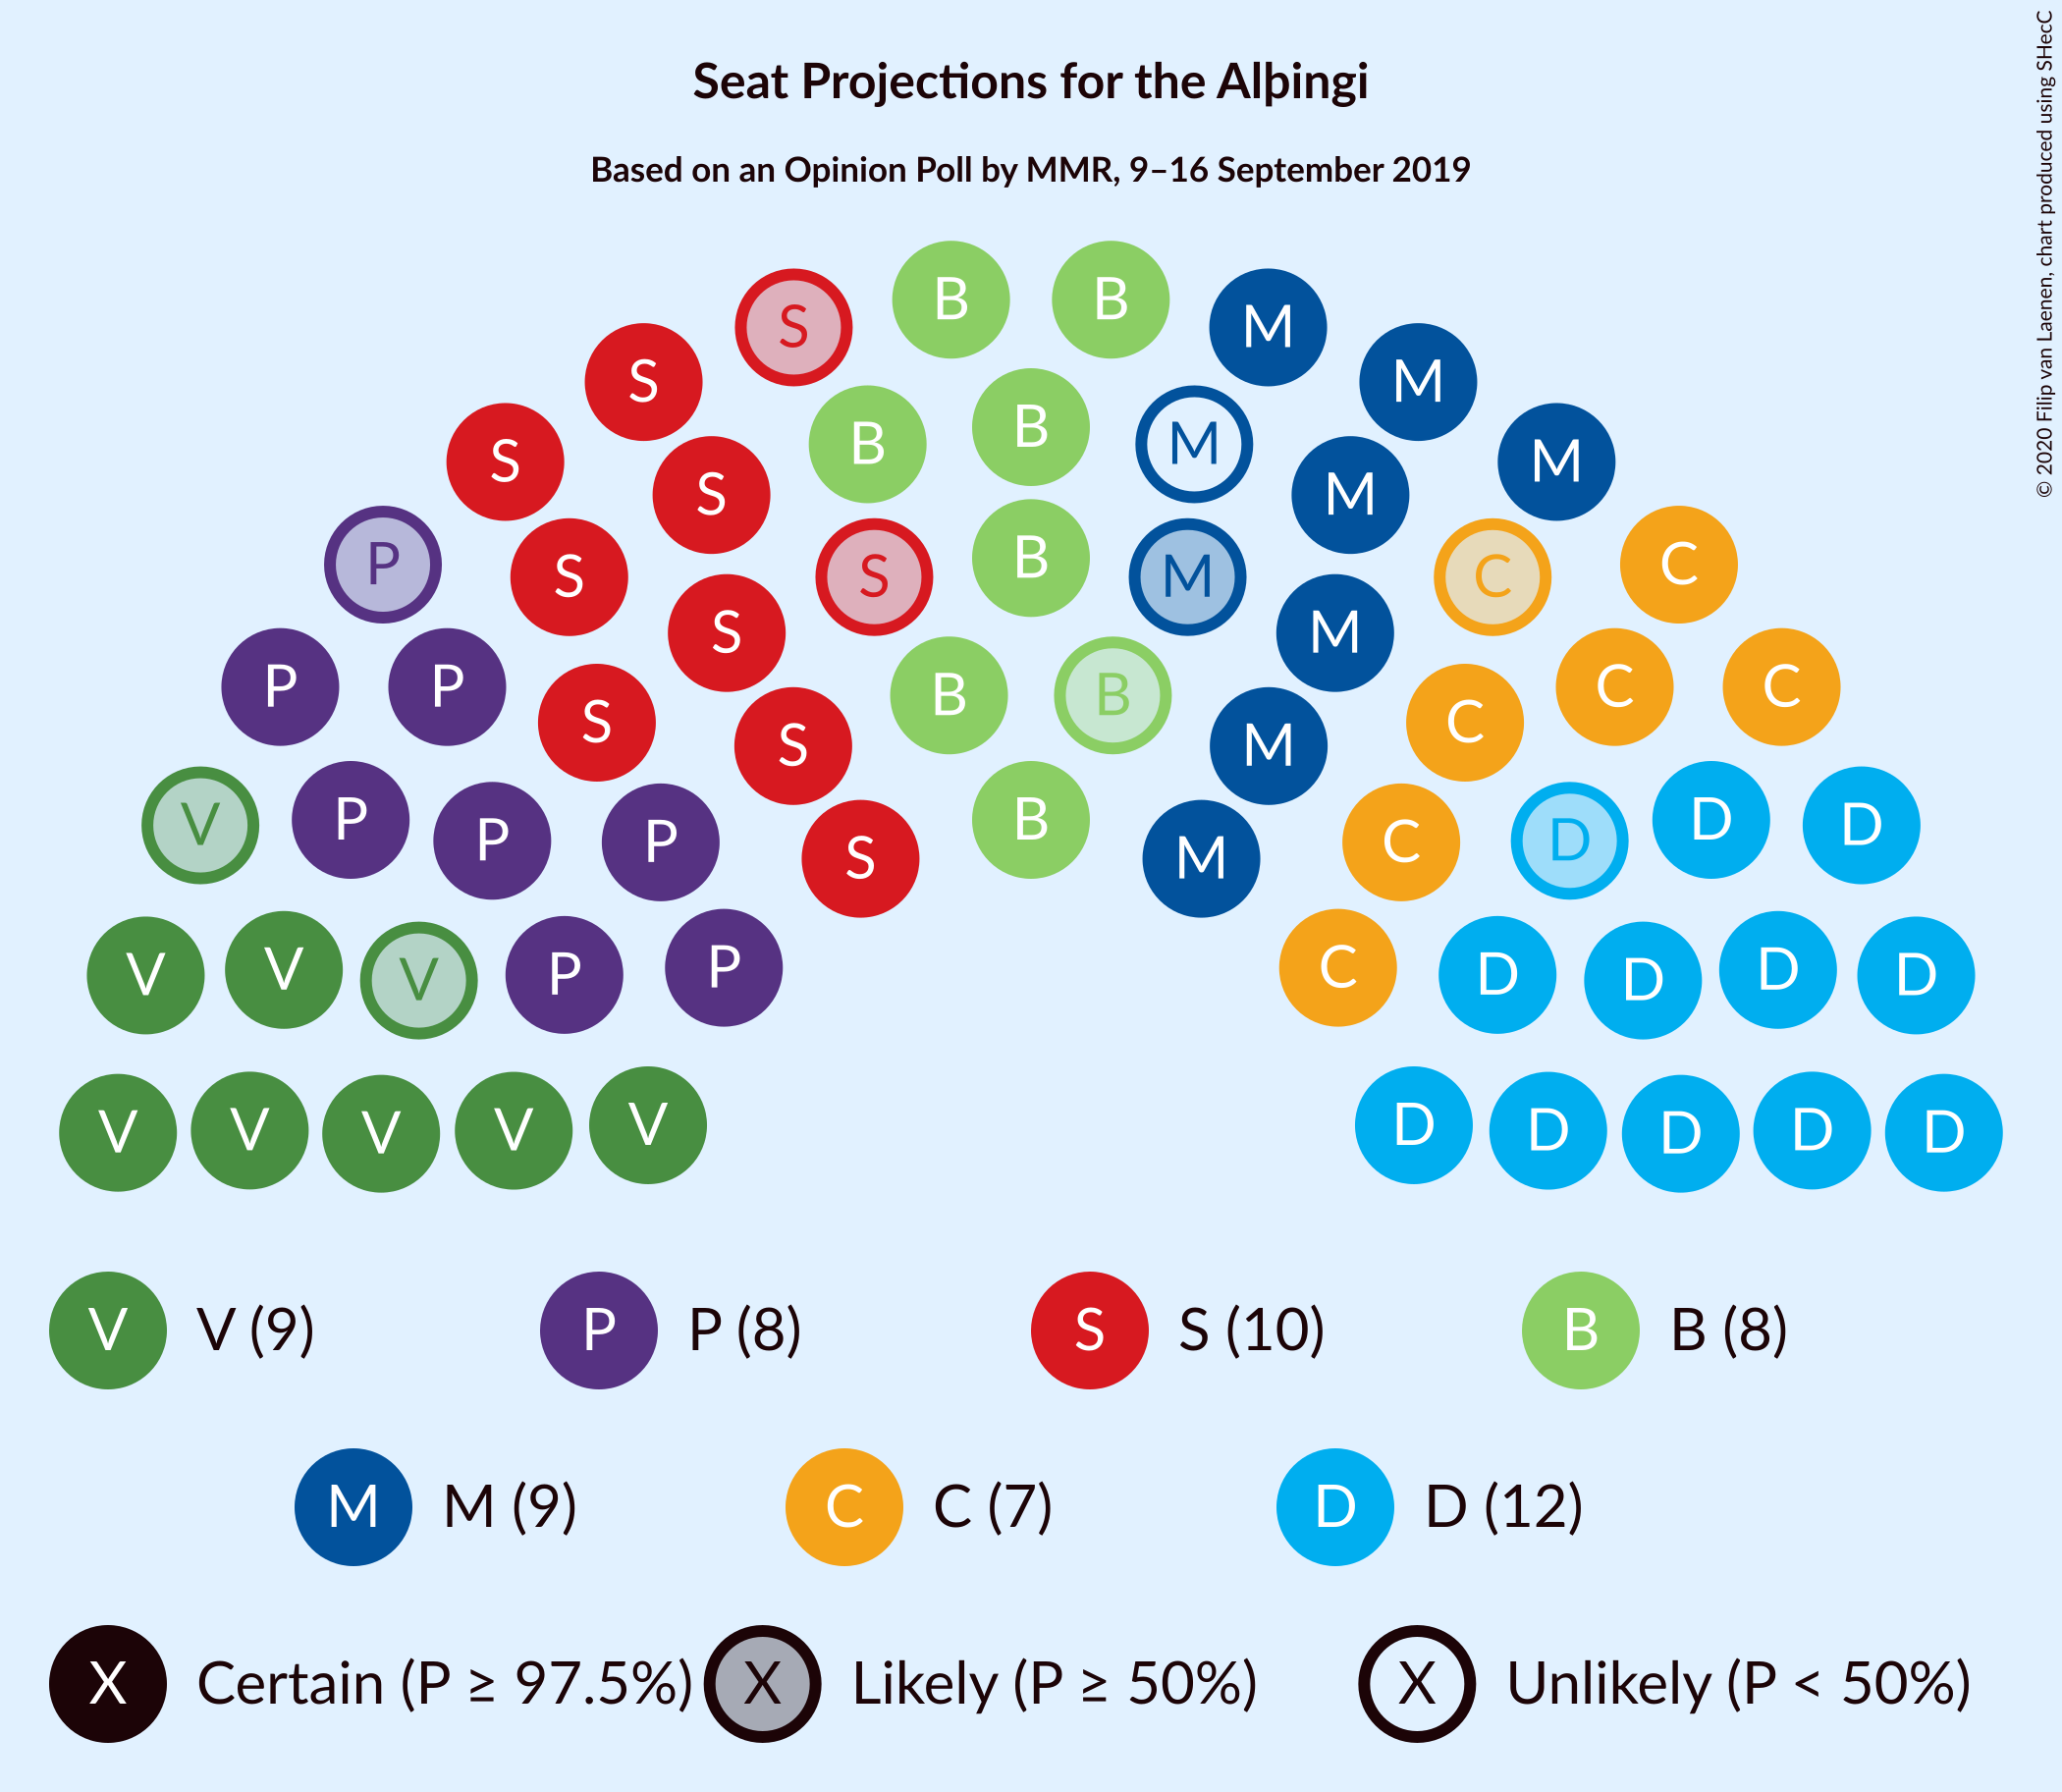 © 2020 Filip van Laenen, chart produced using SHecC
Seat Projections for the Alþingi
Based on an Opinion Poll by MMR, 9–16 September 2019
B B
S M
S M
B B M
S M
S M
P B C
S S M C
S M
P P B B C C
S C
S M
V P B D D
P P C D
S M
V V V P P C D D D D
V V V V V D D D D D
V V (9) P P (8) S S (10) B B (8)
M M (9) C C (7) D D (12)
X Certain (P ≥ 97.5%) X Likely (P ≥ 50%) X Unlikely (P < 50%)